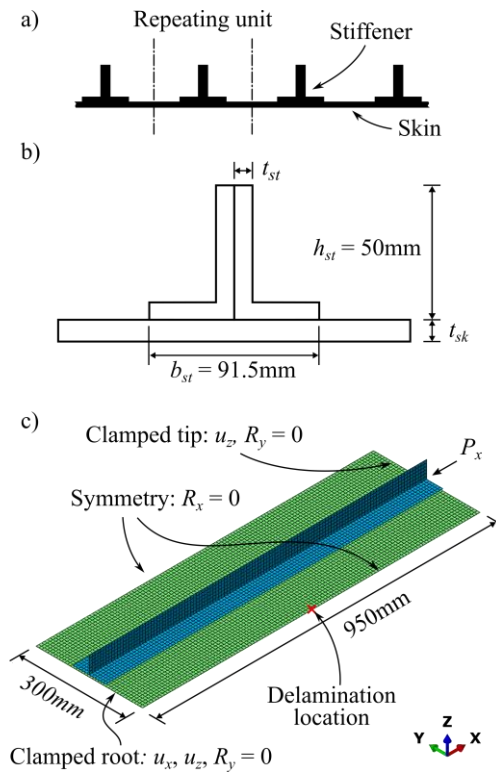 a)
Repeating unit
Stiffener
Skin
b)
t_st
h_st = 50mm
t_sk
b_st = 91.5mm
c)
Clamped tip: u_z, R_y = 0
P_x
Symmetry: R_x = 0
950mm
300mm
Delamination
location
Clamped root: u_x, u_z, R_y = 0
Z
Y
X